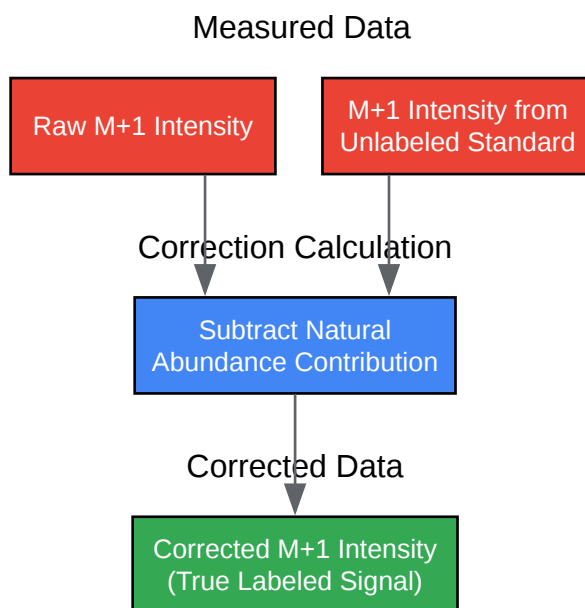 Measured Data
Raw M+1 Intensity
M+1 Intensity from
Unlabeled Standard
Correction Calculation
Subtract Natural
Abundance Contribution
Corrected Data
Corrected M+1 Intensity
(True Labeled Signal)